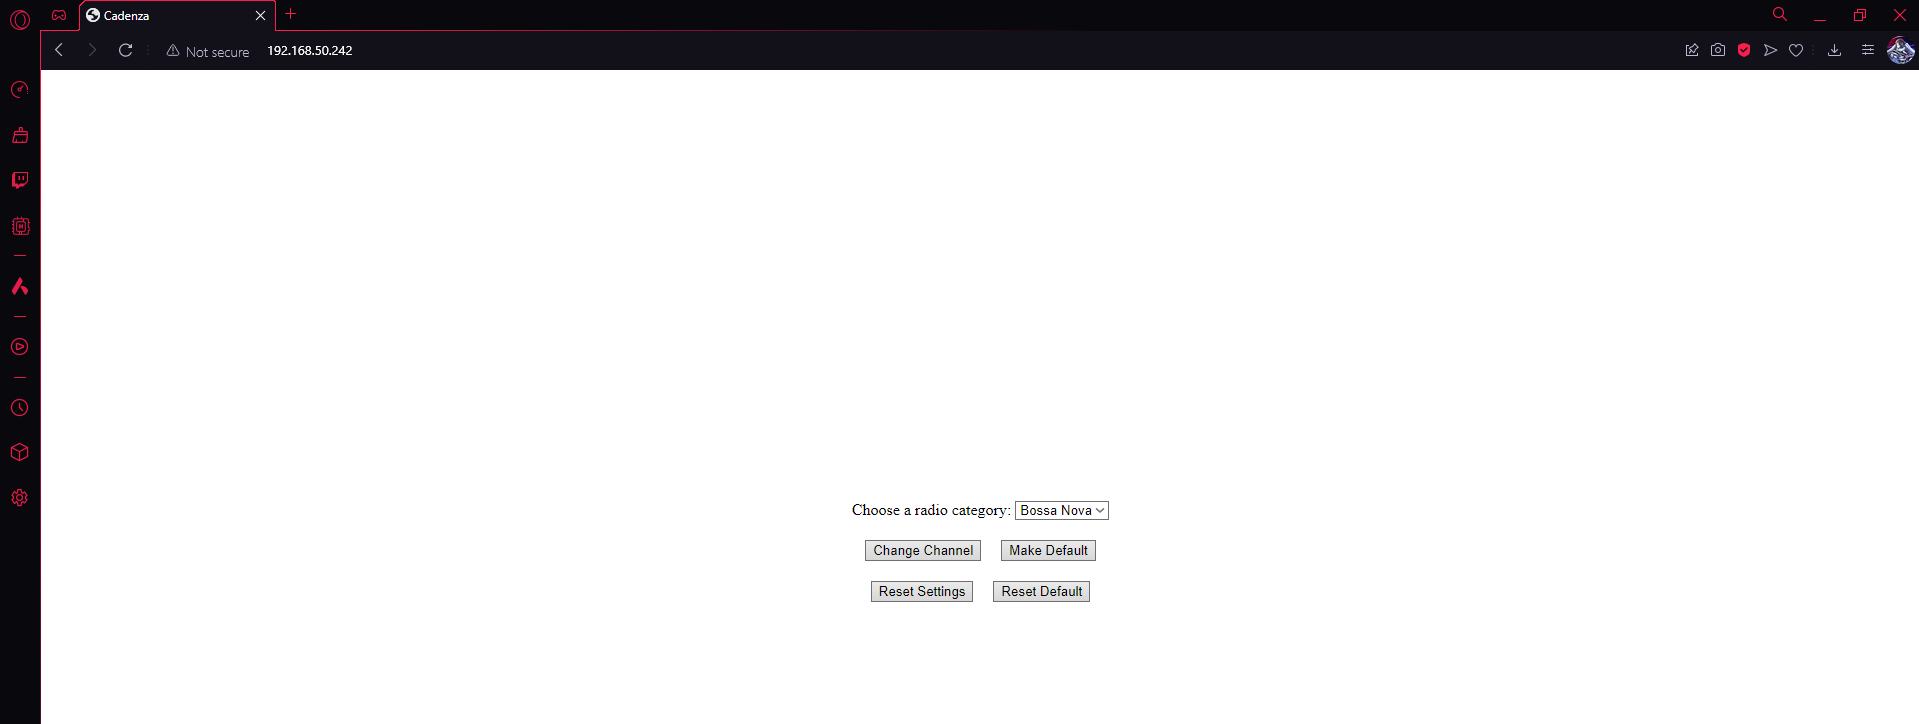 Cadenza
Not secure 192.168.50.242
Choose a radio category: Bossa Nova
Change Channel Make Default
Reset Settings Reset Default